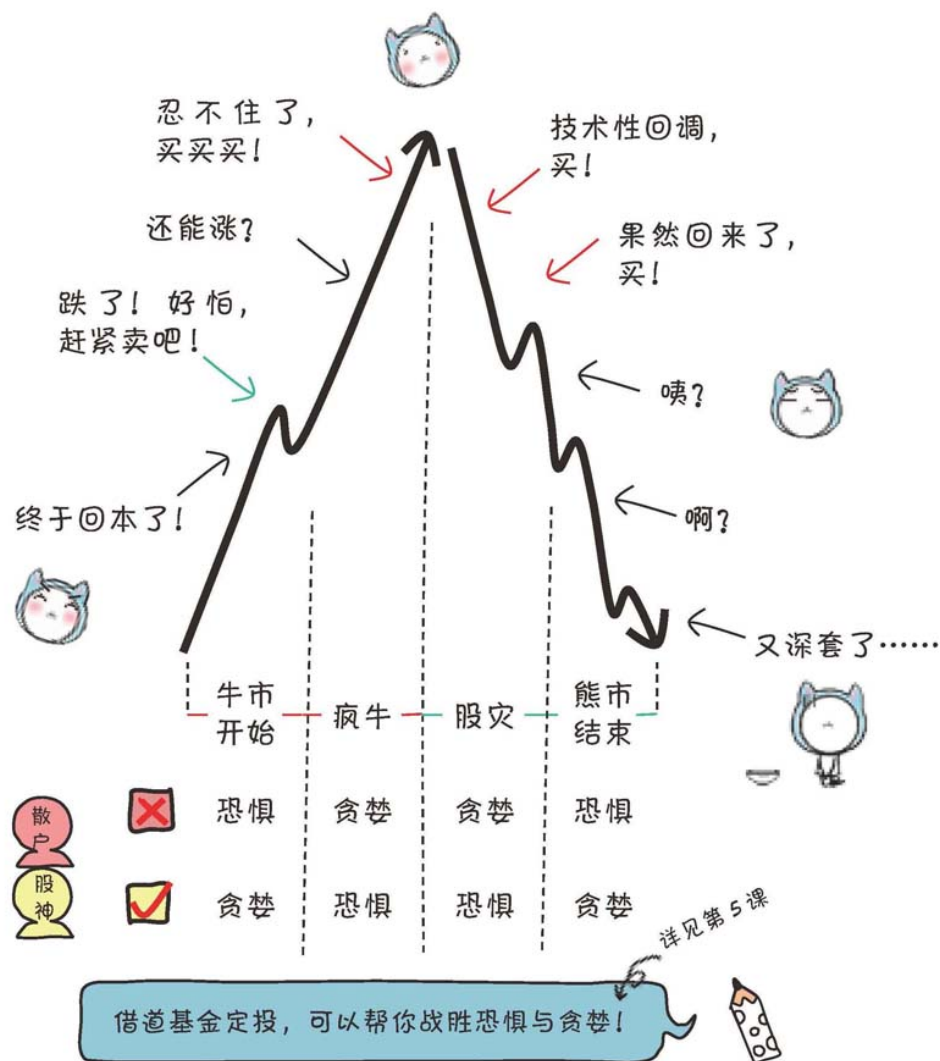 忍不住了,
买买买!
技术性回调,
买!
还能涨?
果然回来了,
买!
跌了! 好怕,
赶紧卖吧!
咦?
终于回本了!
啊?
又深套了……
牛市
开始
疯牛
股灾
熊市
结束
散户
恐惧 贪婪 贪婪 恐惧
股神
贪婪 恐惧 恐惧 贪婪
详见第5课
借道基金定投,可以帮你战胜恐惧与贪婪!